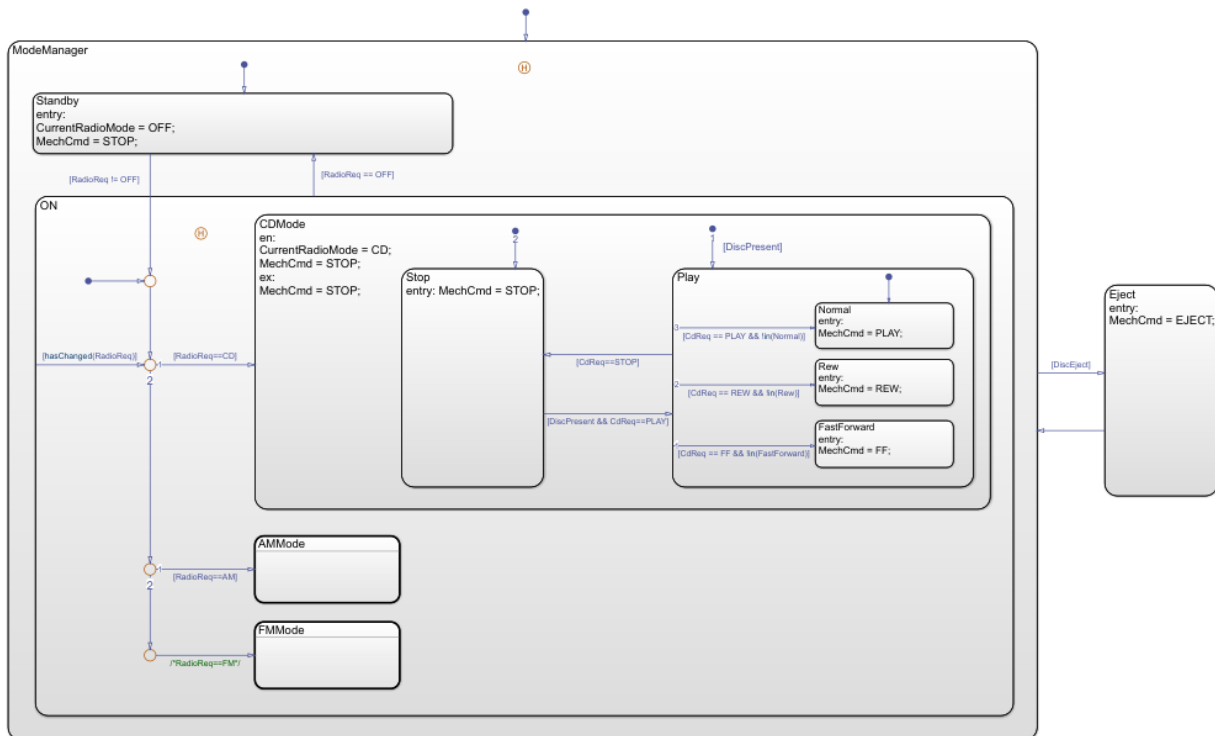 ModeManager
H
Standby
entry:
CurrentRadioMode = OFF;
MechCmd = STOP;
[RadioReq != OFF]
[RadioReq == OFF]
ON
H
CDMode
en:
CurrentRadioMode = CD;
MechCmd = STOP;
ex:
MechCmd = STOP;
2
1
[DiscPresent]
Stop
entry: MechCmd = STOP;
Play
Normal
entry:
MechCmd = PLAY;
3
[CdReq == PLAY && !in(Normal)]
[CdReq==STOP]
Rew
entry:
MechCmd = REW;
2
[CdReq == REW && !in(Rew)]
[DiscPresent && CdReq==PLAY]
FastForward
entry:
MechCmd = FF;
1
[CdReq == FF && !in(FastForward)]
[hasChanged(RadioReq)]
1
[RadioReq==CD]
2
Eject
entry:
MechCmd = EJECT;
[DiscEject]
AMMode
1
[RadioReq==AM]
2
FMMode
/*RadioReq==FM*/